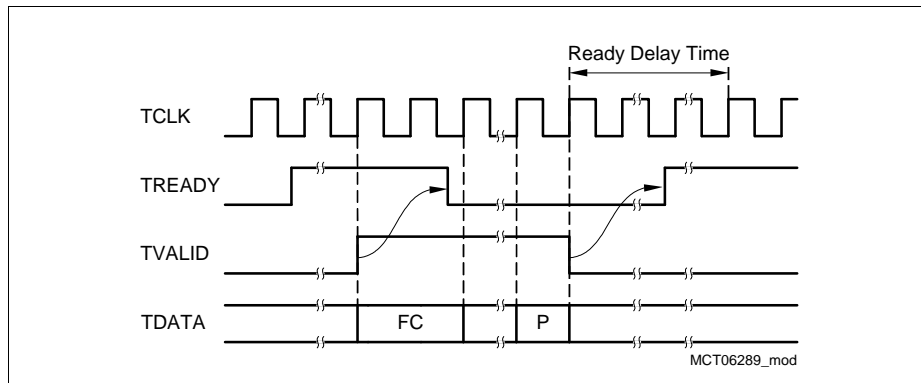 Ready Delay Time
TCLK
TREADY
TVALID
TDATA
FC
P
MCT06289_mod